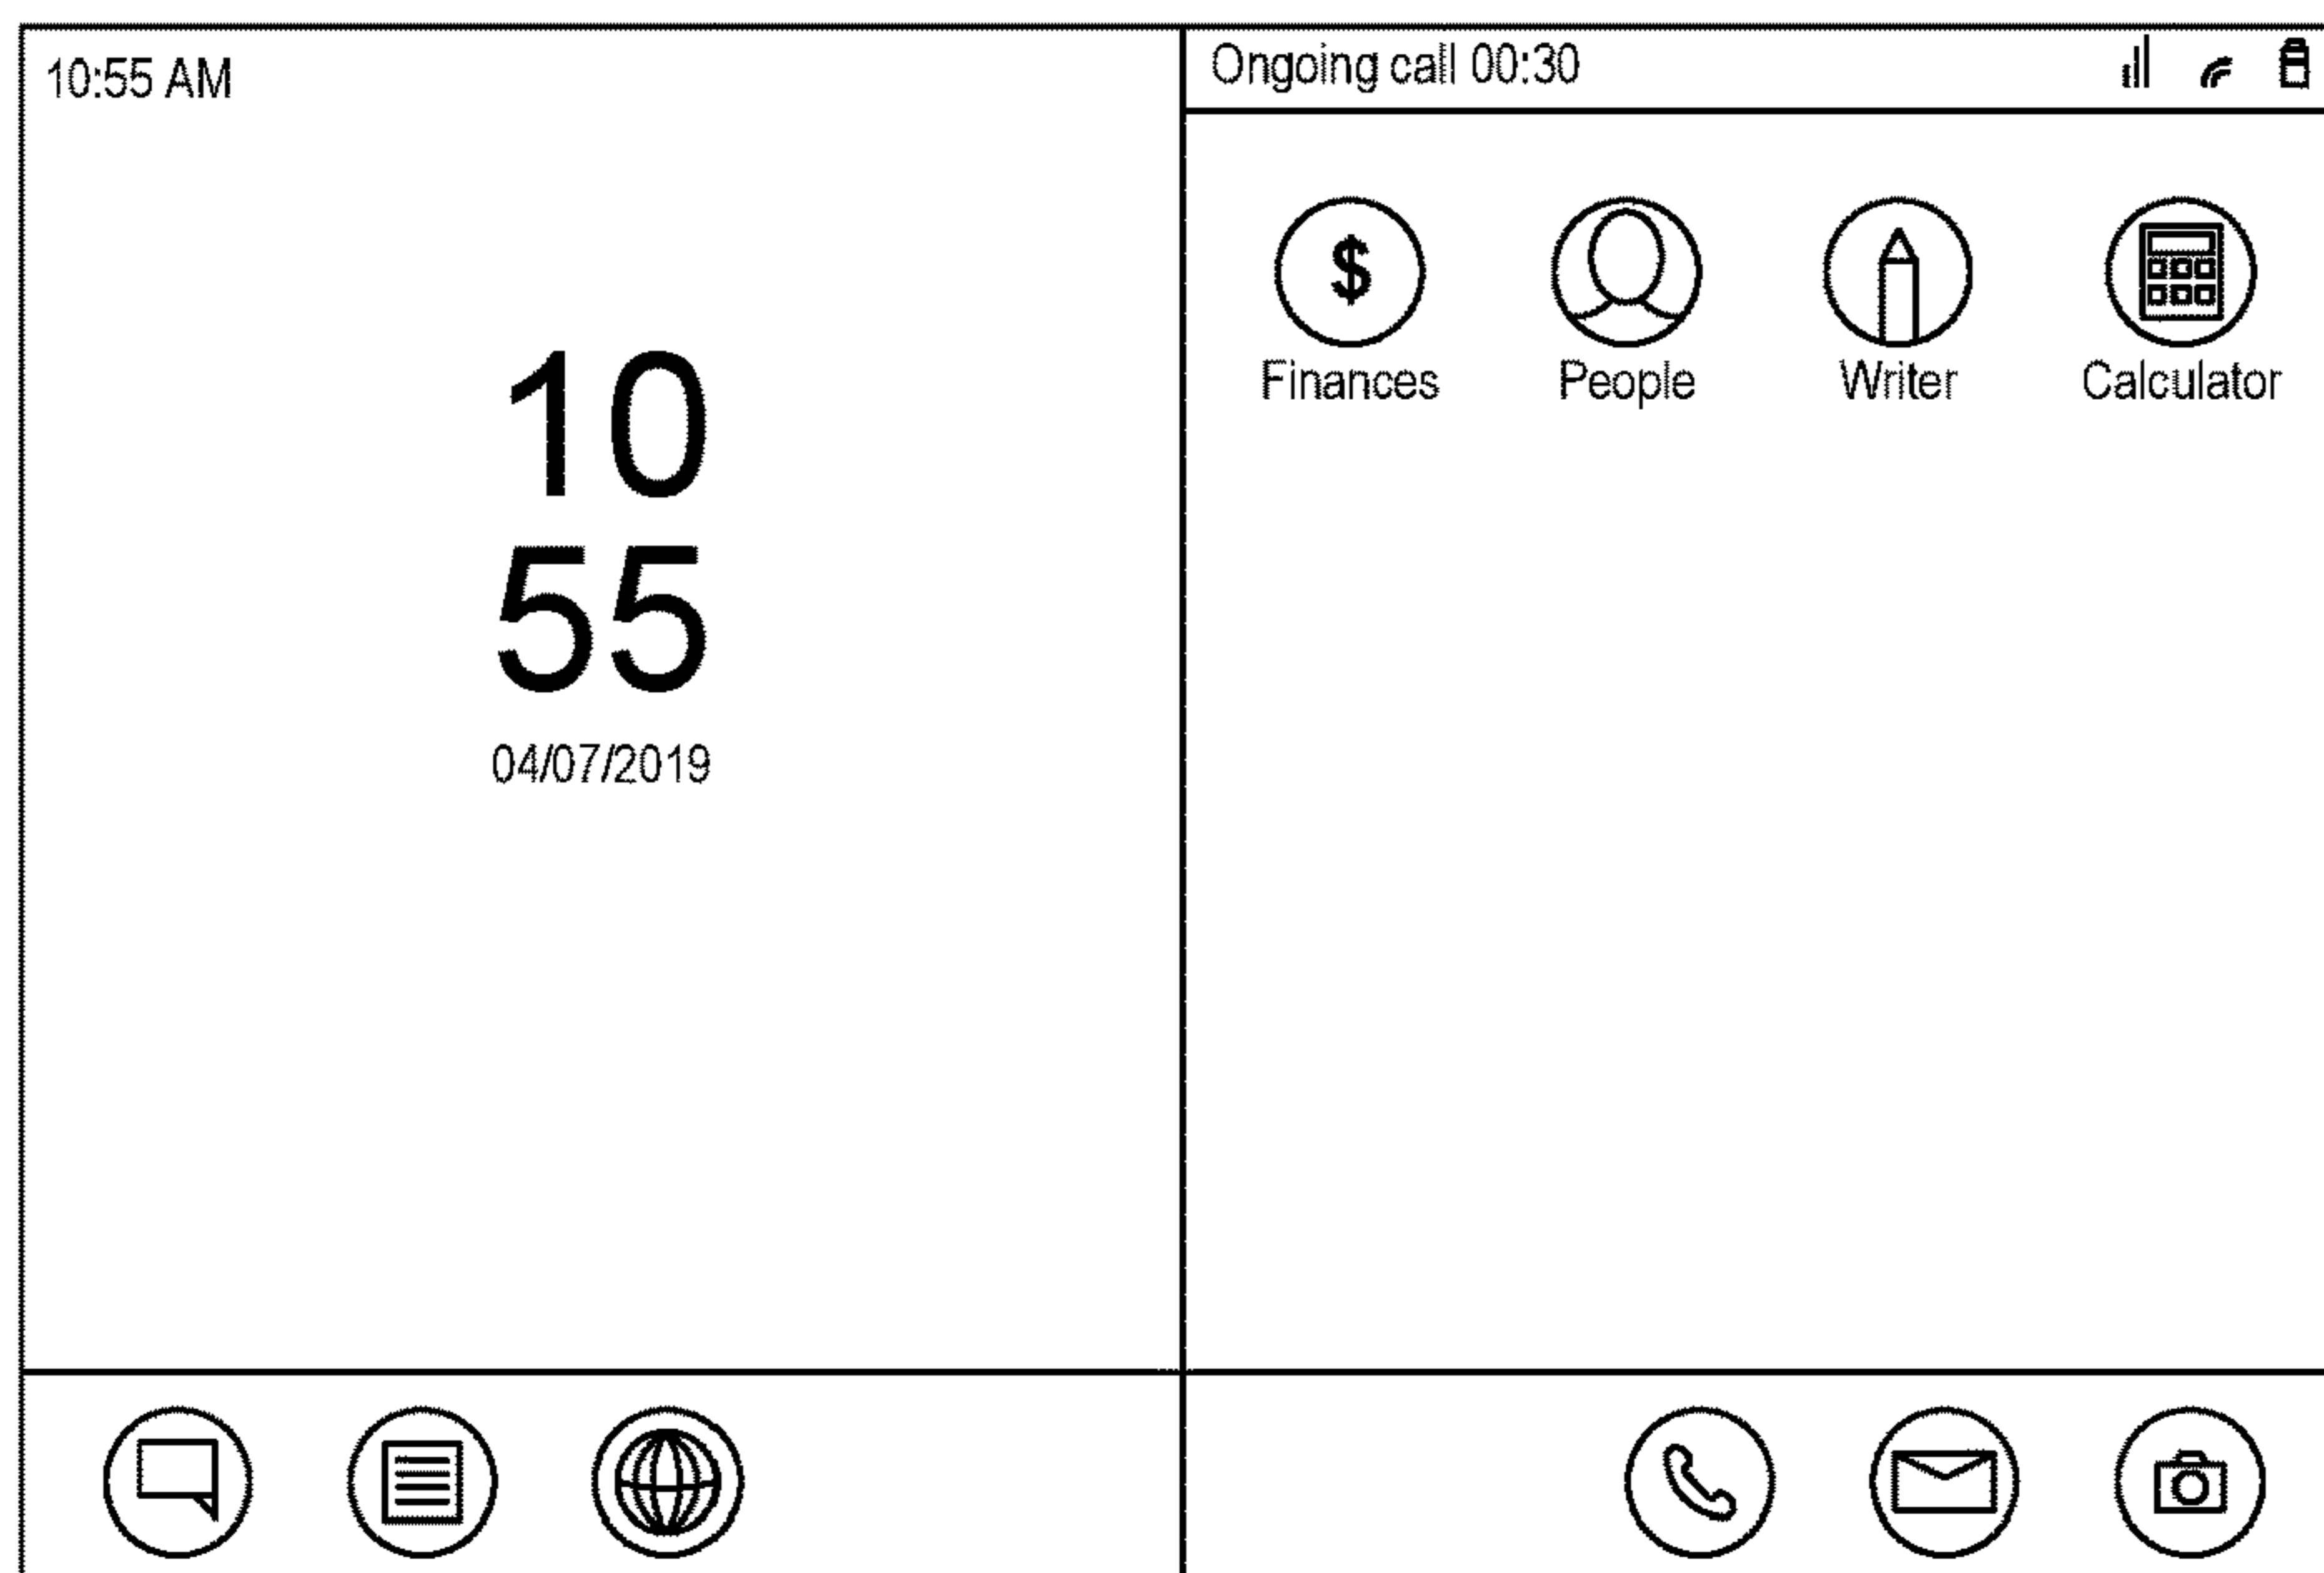 10:55 AM
10
55
04/07/2019
Ongoing call 00:30
$
Finances
People
Writer
Calculator